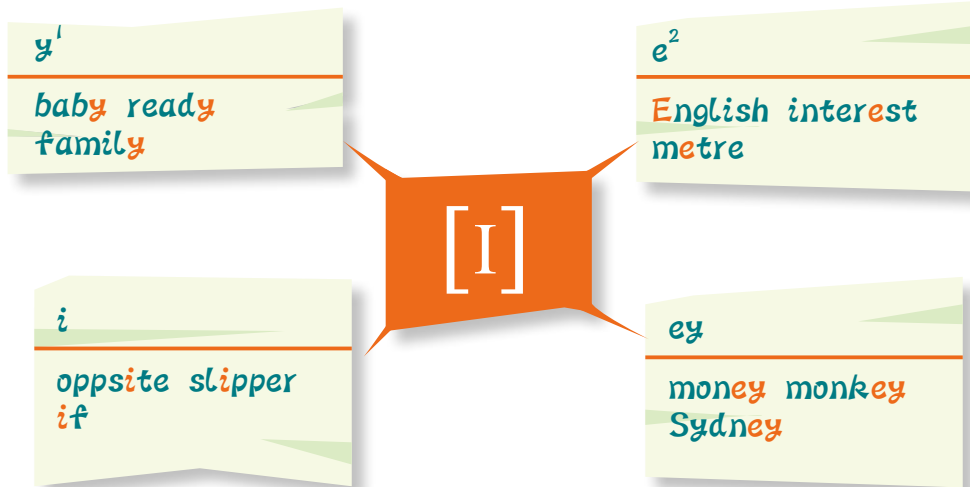 y¹
baby ready
family
e²
English interest
metre
[ɪ]
i
oppsite slipper
if
ey
money monkey
Sydney